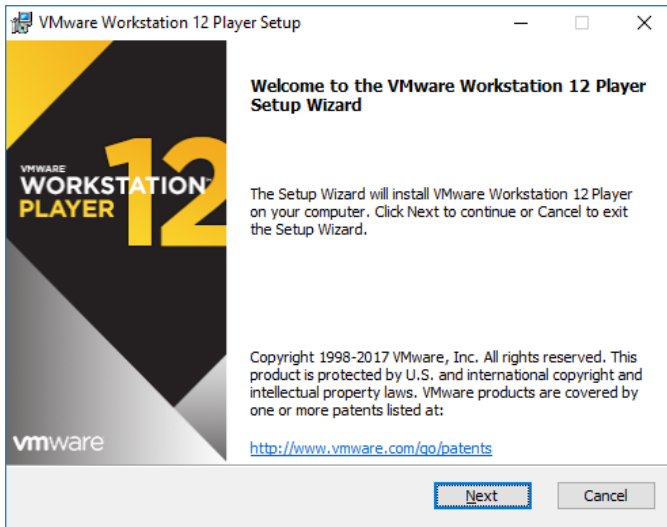 VMware Workstation 12 Player Setup
Welcome to the VMware Workstation 12 Player
Setup Wizard
VMWARE
WORKSTATION™
PLAYER 12
The Setup Wizard will install VMware Workstation 12 Player
on your computer. Click Next to continue or Cancel to exit
the Setup Wizard.
Copyright 1998-2017 VMware, Inc. All rights reserved. This
product is protected by U.S. and international copyright and
intellectual property laws. VMware products are covered by
one or more patents listed at:
http://www.vmware.com/go/patents
vmware
Next
Cancel